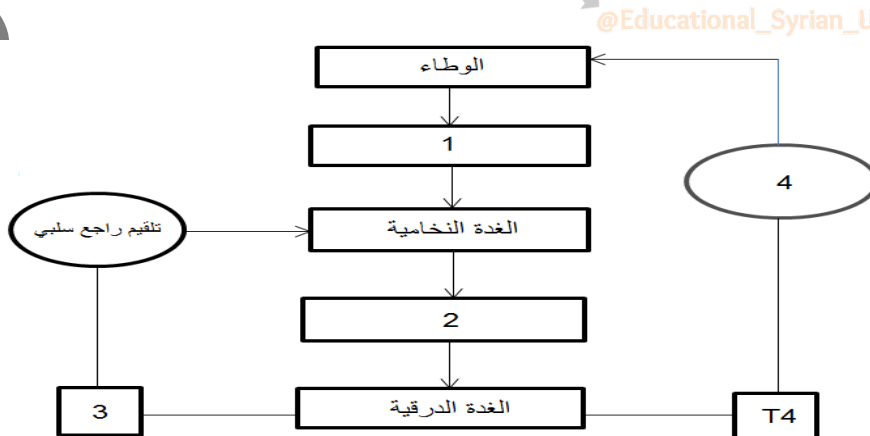 @Educational_Syrian_U
الوطاء
1
4
الغدة النخامية
تلقيم راجع سلبي
2
3
الغدة الدرقية
T4